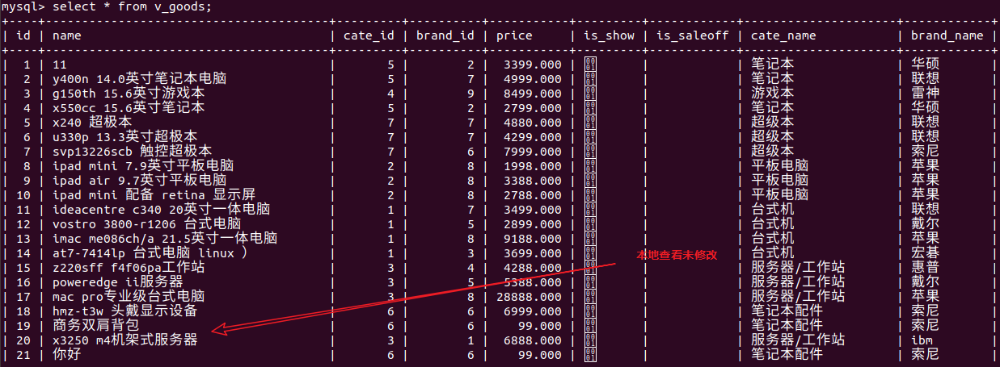 mysql> select * from v_goods;
| id | name | cate_id | brand_id | price | is_show | is_saleoff | cate_name | brand_name |
| 1 | 11 | 5 | 2 | 3399.000 | 0001 | | 笔记本 | 华硕
| 2 | y400n 14.0英寸笔记本电脑 | 5 | 7 | 4999.000 | 0001 | | 笔记本 | 联想
| 3 | g150th 15.6英寸游戏本 | 4 | 9 | 8499.000 | 0001 | | 游戏本 | 雷神
| 4 | x550cc 15.6英寸笔记本 | 5 | 2 | 2799.000 | 0001 | | 笔记本 | 华硕
| 5 | x240 超极本 | 7 | 7 | 4880.000 | 0001 | | 超级本 | 联想
| 6 | u330p 13.3英寸超极本 | 7 | 7 | 4299.000 | 0001 | | 超级本 | 联想
| 7 | svp13226scb 触控超极本 | 7 | 6 | 7999.000 | 0001 | | 超级本 | 索尼
| 8 | ipad mini 7.9英寸平板电脑 | 2 | 8 | 1998.000 | 0001 | | 平板电脑 | 苹果
| 9 | ipad air 9.7英寸平板电脑 | 2 | 8 | 3388.000 | 0001 | | 平板电脑 | 苹果
| 10 | ipad mini 配备 retina 显示屏 | 2 | 8 | 2788.000 | 0001 | | 平板电脑 | 苹果
| 11 | ideacentre c340 20英寸一体电脑 | 1 | 7 | 3499.000 | 0001 | | 台式机 | 联想
| 12 | vostro 3800-r1206 台式电脑 | 1 | 5 | 2899.000 | 0001 | | 台式机 | 戴尔
| 13 | imac me086ch/a 21.5英寸一体电脑 | 1 | 8 | 9188.000 | 0001 | | 台式机 | 苹果
| 14 | at7-7414lp 台式电脑 linux ） | 1 | 3 | 3699.000 | 0001 | | 台式机 | 宏碁
本地查看未修改
| 15 | z220sff f4f06pa工作站 | 3 | 4 | 4288.000 | 0001 | | 服务器/工作站 | 惠普
| 16 | poweredge ii服务器 | 3 | 5 | 5388.000 | 0001 | | 服务器/工作站 | 戴尔
| 17 | mac pro专业级台式电脑 | 3 | 8 | 28888.000 | 0001 | | 服务器/工作站 | 苹果
| 18 | hmz-t3w 头戴显示设备 | 6 | 6 | 6999.000 | 0001 | | 笔记本配件 | 索尼
| 19 | 商务双肩背包 | 6 | 6 | 99.000 | 0001 | | 笔记本配件 | 索尼
| 20 | x3250 m4机架式服务器 | 3 | 1 | 6888.000 | 0001 | | 服务器/工作站 | ibm
| 21 | 你好 | 6 | 6 | 99.000 | 0001 | | 笔记本配件 | 索尼